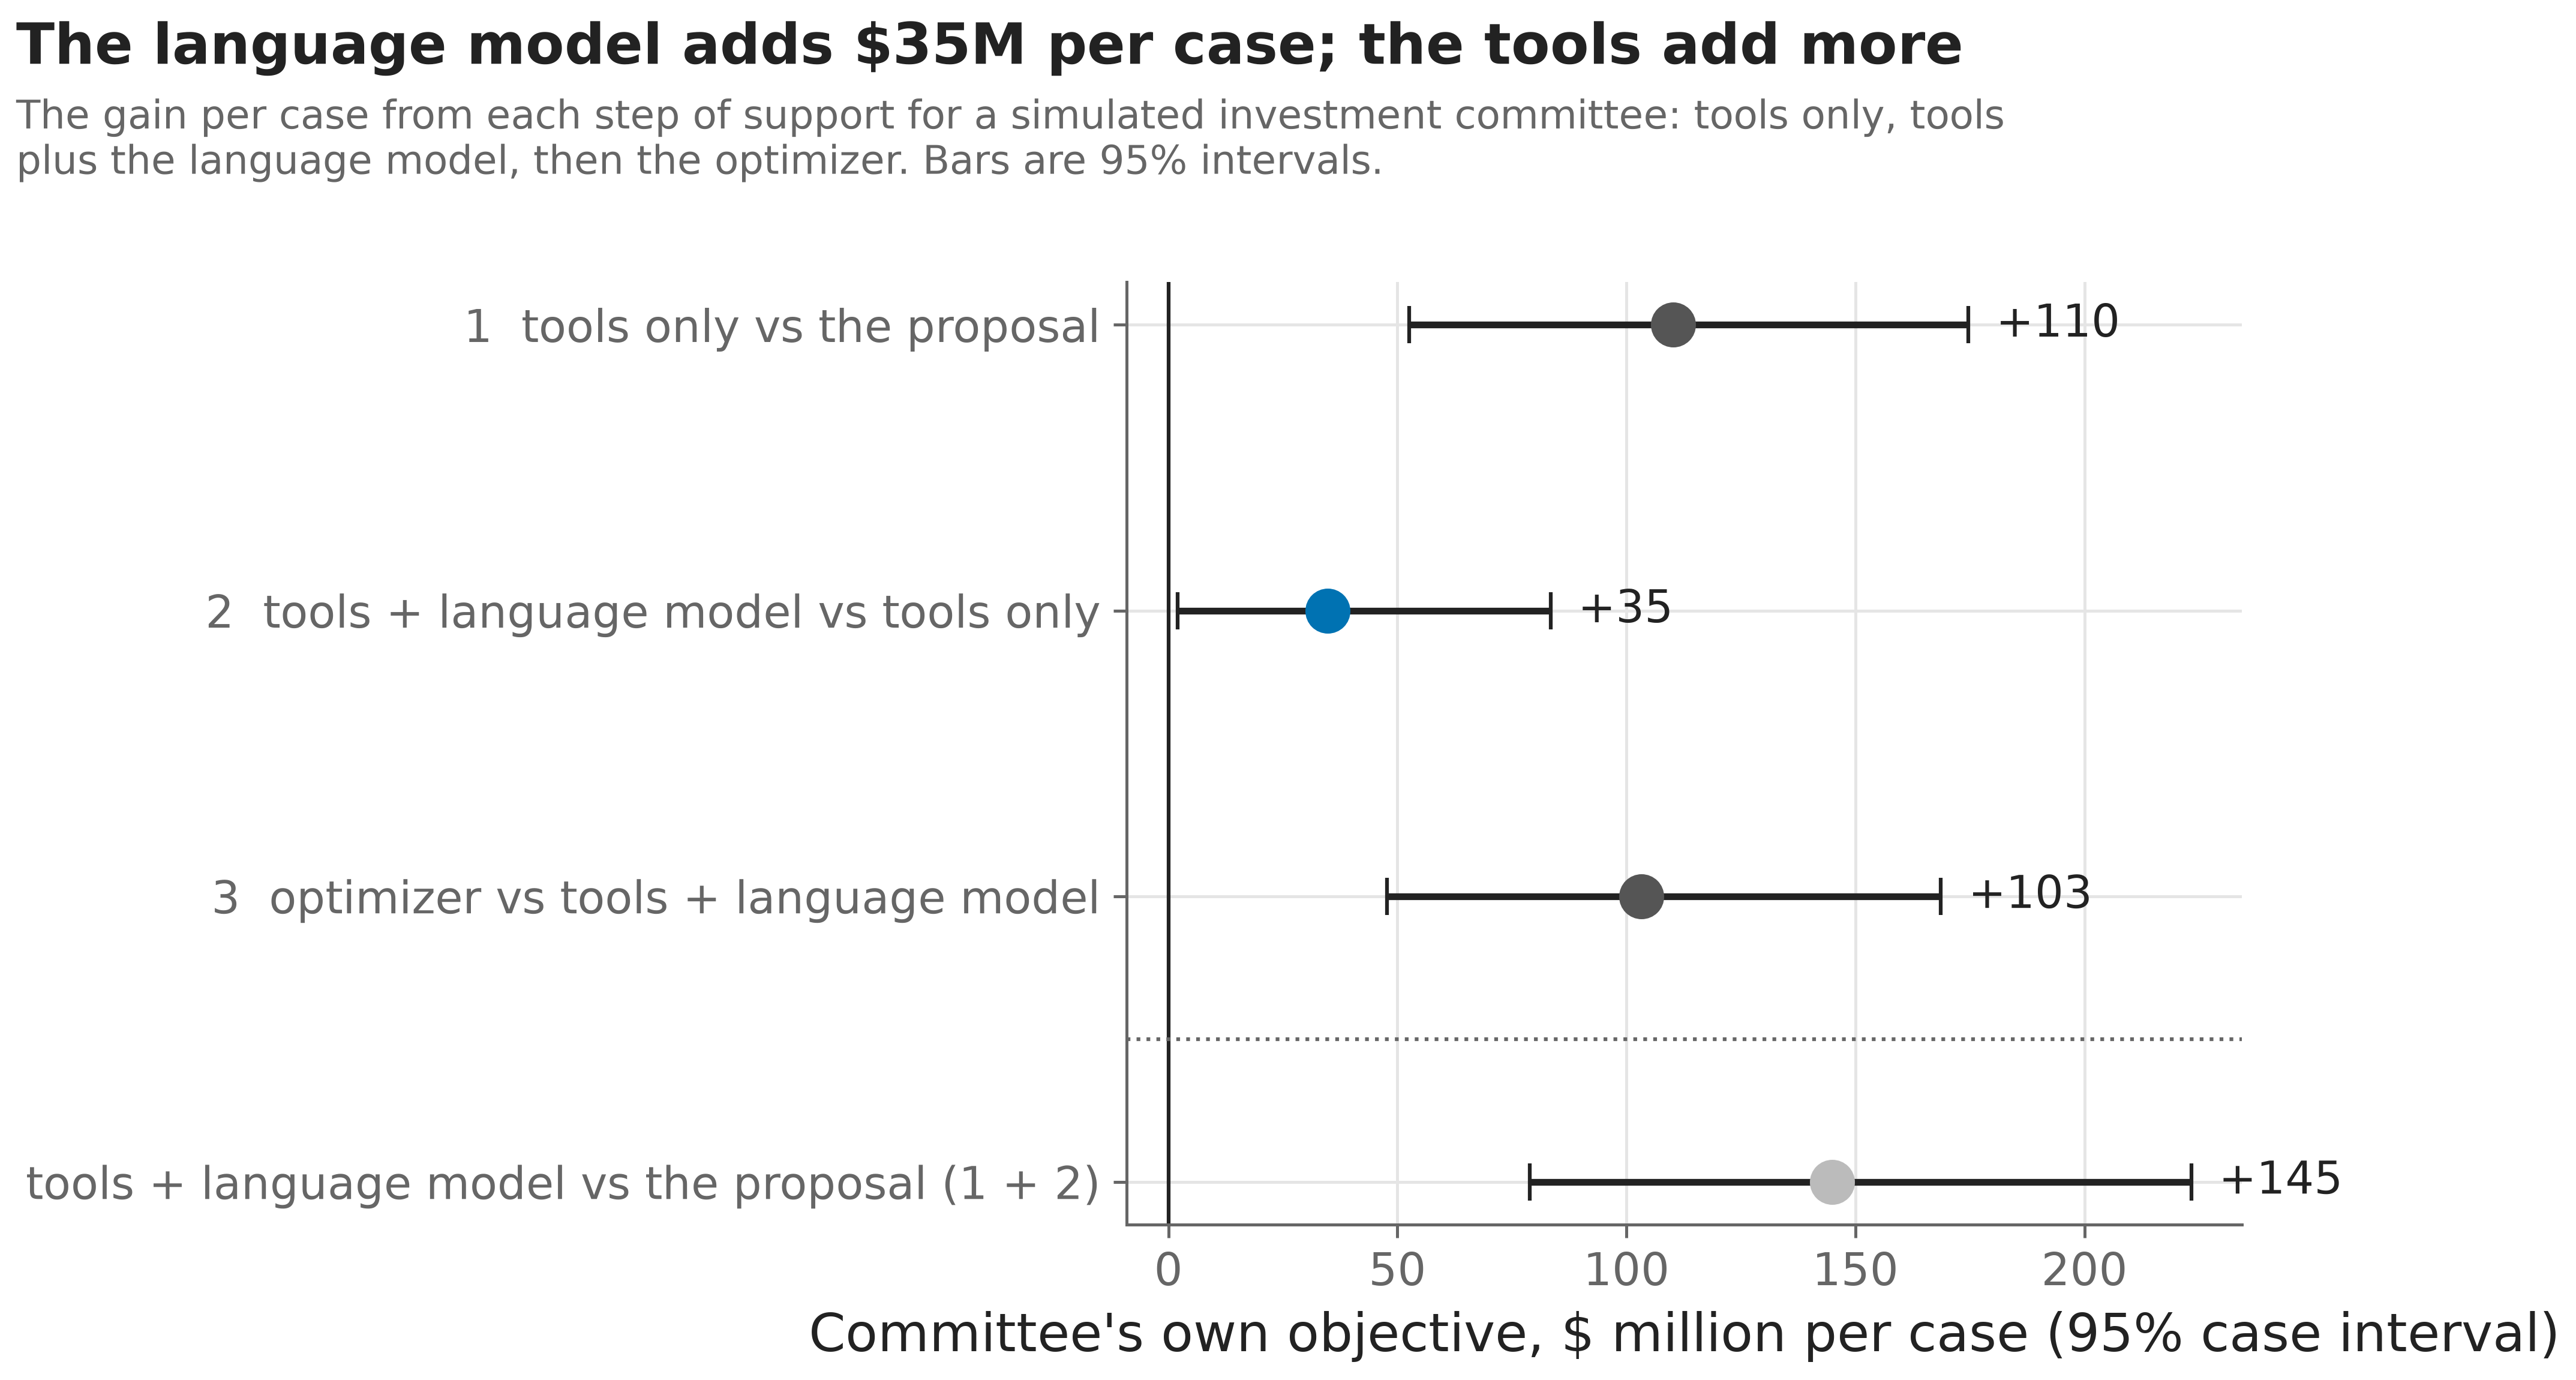 The language model adds $35M per case; the tools add more
The gain per case from each step of support for a simulated investment committee: tools only, tools
plus the language model, then the optimizer. Bars are 95% intervals.
1  tools only vs the proposal
+110
2  tools + language model vs tools only
+35
3  optimizer vs tools + language model
+103
tools + language model vs the proposal (1 + 2)
+145
0 50 100 150 200
Committee's own objective, $ million per case (95% case interval)